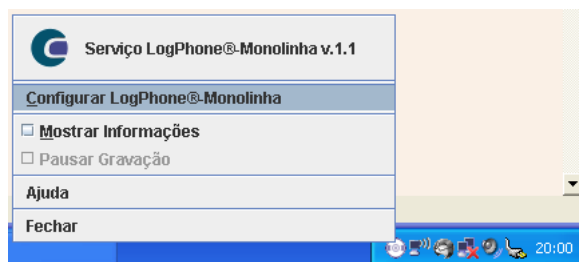 Serviço LogPhone®-Monolinha v.1.1
Configurar LogPhone®-Monolinha
Mostrar Informações
Pausar Gravação
Ajuda
Fechar
20:00